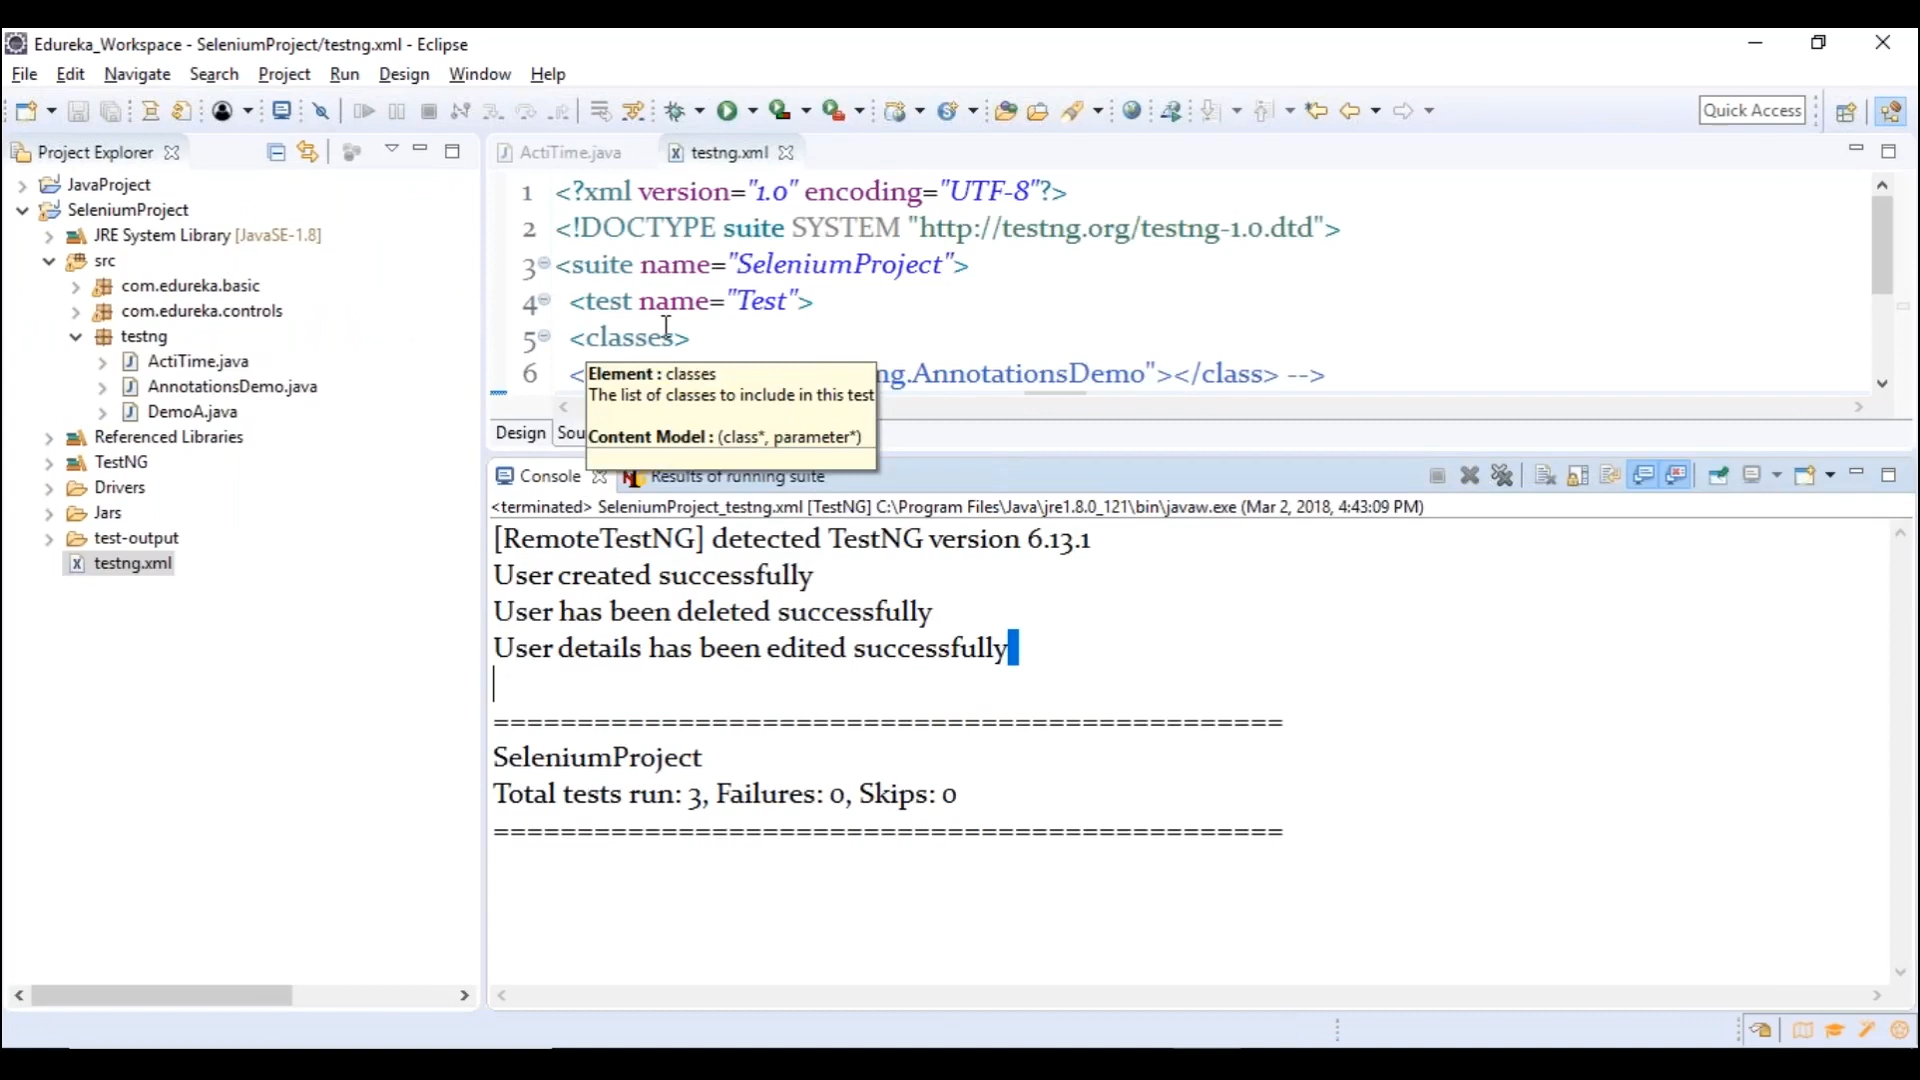 Edureka_Workspace - SeleniumProject/testng.xml - Eclipse
File Edit Navigate Search Project Run Design Window Help
Quick Access
Project Explorer
JavaProject
SeleniumProject
JRE System Library [JavaSE-1.8]
src
com.edureka.basic
com.edureka.controls
testng
ActiTime.java
AnnotationsDemo.java
DemoA.java
Referenced Libraries
TestNG
Drivers
Jars
test-output
testng.xml
ActiTime.java testng.xml
1 <?xml version="1.0" encoding="UTF-8"?>
2 <!DOCTYPE suite SYSTEM "http://testng.org/testng-1.0.dtd">
3 <suite name="SeleniumProject">
4 <test name="Test">
5 <classes>
6 < ng.AnnotationsDemo"></class> -->
Element : classes
The list of classes to include in this test
Content Model : (class*, parameter*)
Design Sou
Console Results of running suite
<terminated> SeleniumProject_testng.xml [TestNG] C:\Program Files\Java\jre1.8.0_121\bin\javaw.exe (Mar 2, 2018, 4:43:09 PM)
[RemoteTestNG] detected TestNG version 6.13.1
User created successfully
User has been deleted successfully
User details has been edited successfully
===============================================
SeleniumProject
Total tests run: 3, Failures: 0, Skips: 0
===============================================